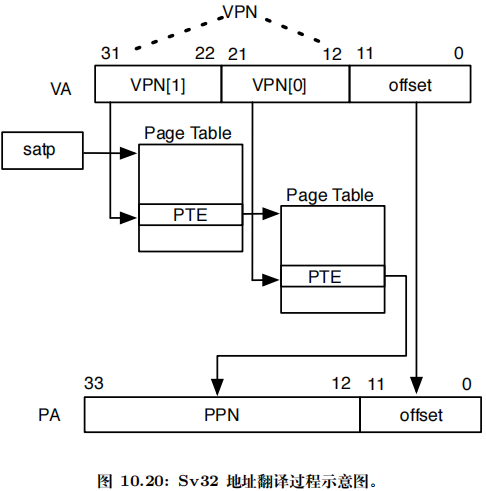 VPN
31 22 21 12 11 0
VA VPN[1] VPN[0] offset
Page Table
satp
PTE
Page Table
PTE
33 12 11 0
PA PPN offset
图 10.20: Sv32 地址翻译过程示意图。